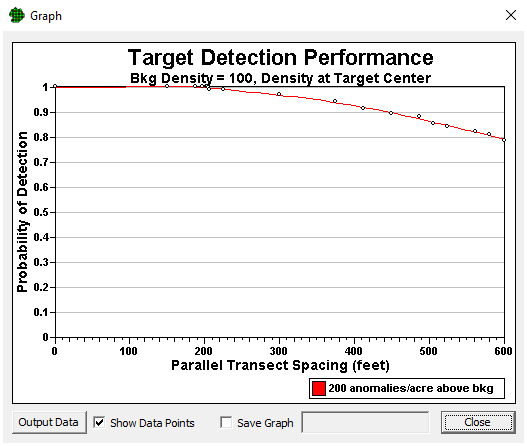 Graph
Target Detection Performance
Bkg Density = 100, Density at Target Center
Probability of Detection
1
0.9
0.8
0.7
0.6
0.5
0.4
0.3
0.2
0.1
0
0 100 200 300 400 500 600
Parallel Transect Spacing (feet)
200 anomalies/acre above bkg
Output Data Show Data Points Save Graph Close